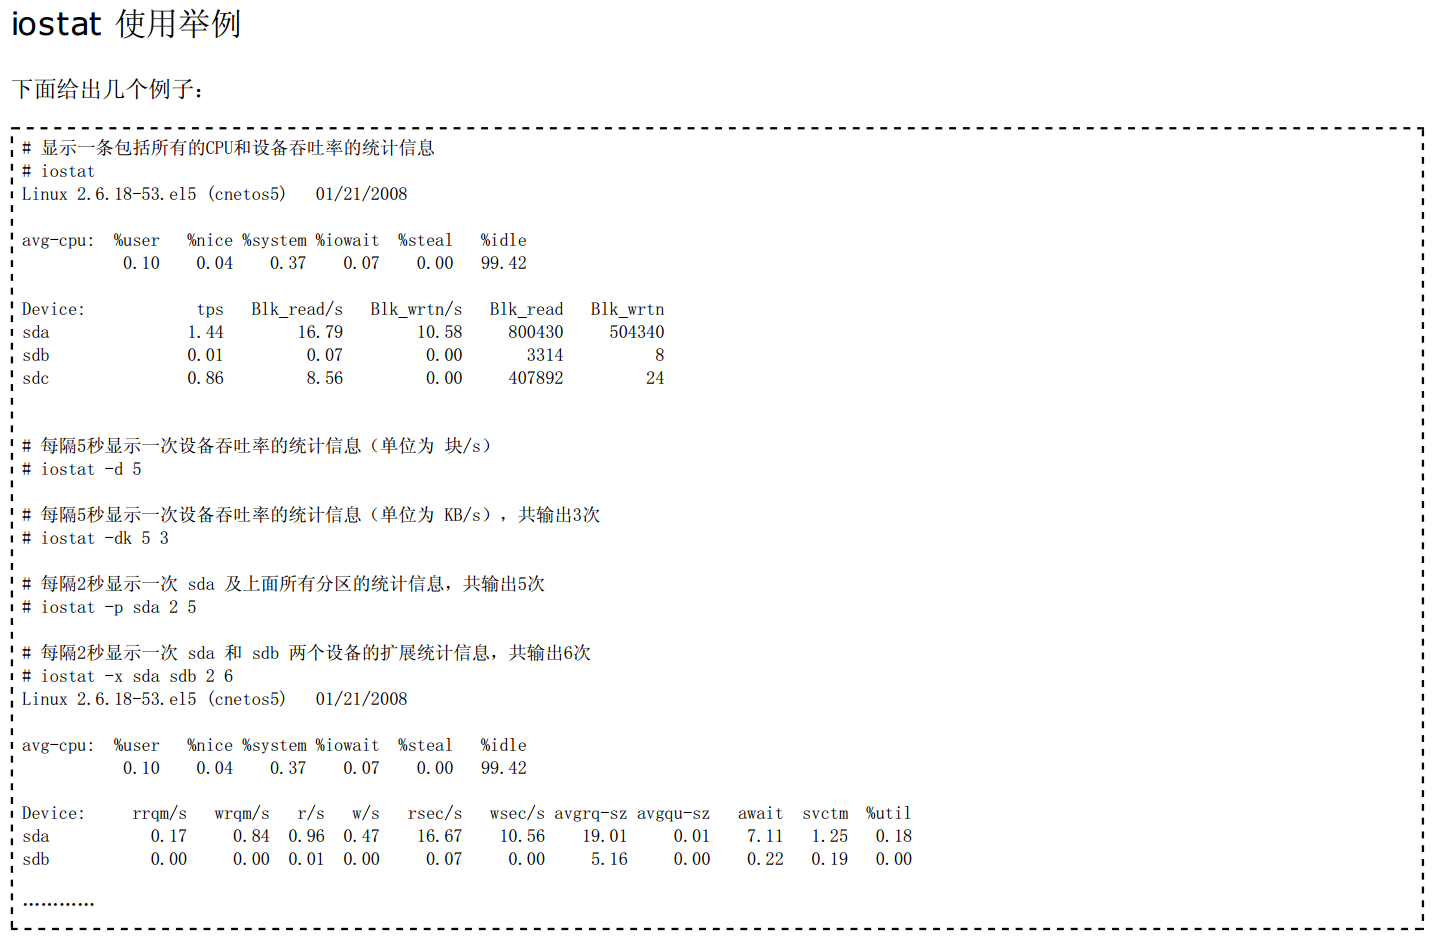 iostat 使用举例
下面给出几个例子：
# 显示一条包括所有的CPU和设备吞吐率的统计信息
# iostat
Linux 2.6.18-53.el5 (cnetos5)   01/21/2008
avg-cpu:  %user   %nice %system %iowait  %steal   %idle
           0.10    0.04    0.37    0.07    0.00   99.42
Device:            tps   Blk_read/s   Blk_wrtn/s   Blk_read   Blk_wrtn
sda               1.44        16.79        10.58     800430     504340
sdb               0.01         0.07         0.00       3314          8
sdc               0.86         8.56         0.00     407892         24
# 每隔5秒显示一次设备吞吐率的统计信息（单位为 块/s）
# iostat -d 5
# 每隔5秒显示一次设备吞吐率的统计信息（单位为 KB/s），共输出3次
# iostat -dk 5 3
# 每隔2秒显示一次 sda 及上面所有分区的统计信息，共输出5次
# iostat -p sda 2 5
# 每隔2秒显示一次 sda 和 sdb 两个设备的扩展统计信息，共输出6次
# iostat -x sda sdb 2 6
Linux 2.6.18-53.el5 (cnetos5)   01/21/2008
avg-cpu:  %user   %nice %system %iowait  %steal   %idle
           0.10    0.04    0.37    0.07    0.00   99.42
Device:     rrqm/s   wrqm/s   r/s   w/s   rsec/s   wsec/s avgrq-sz avgqu-sz   await  svctm  %util
sda           0.17     0.84  0.96  0.47    16.67    10.56    19.01     0.01    7.11   1.25   0.18
sdb           0.00     0.00  0.01  0.00     0.07     0.00     5.16     0.00    0.22   0.19   0.00
…………